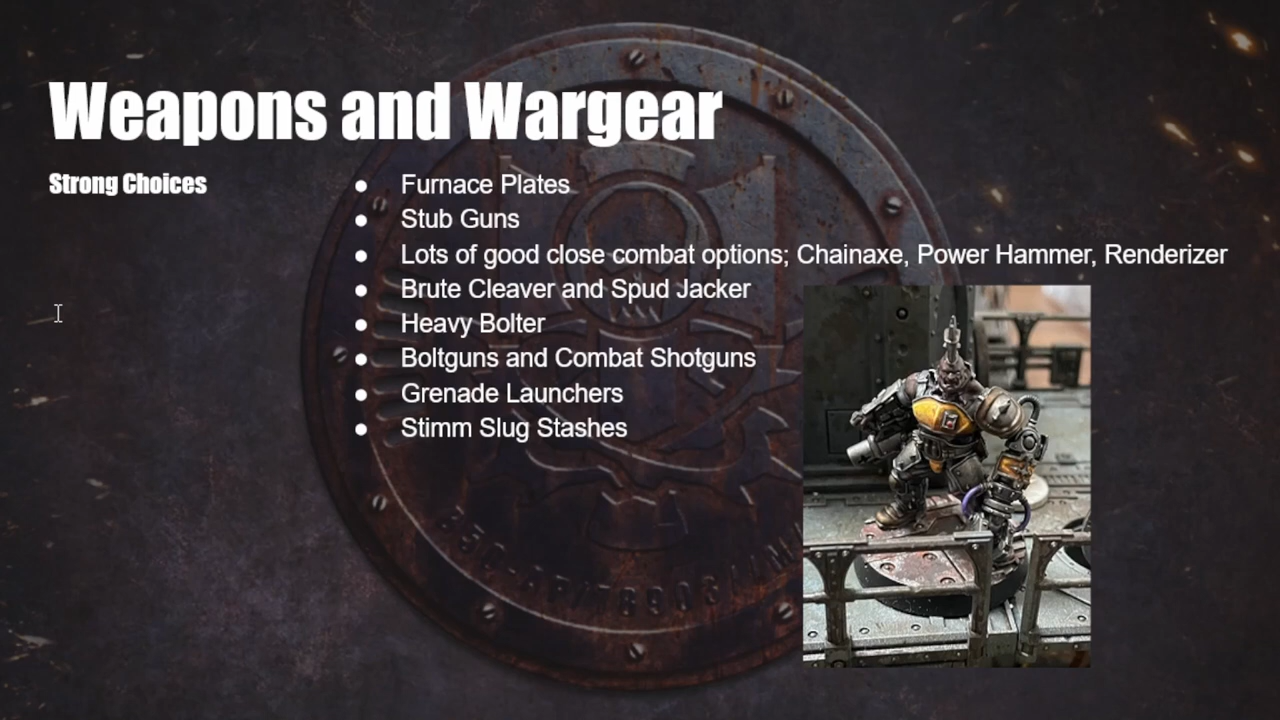 Weapons and Wargear
Strong Choices
● Furnace Plates
● Stub Guns
● Lots of good close combat options; Chainaxe, Power Hammer, Renderizer
● Brute Cleaver and Spud Jacker
● Heavy Bolter
● Boltguns and Combat Shotguns
● Grenade Launchers
● Stimm Slug Stashes